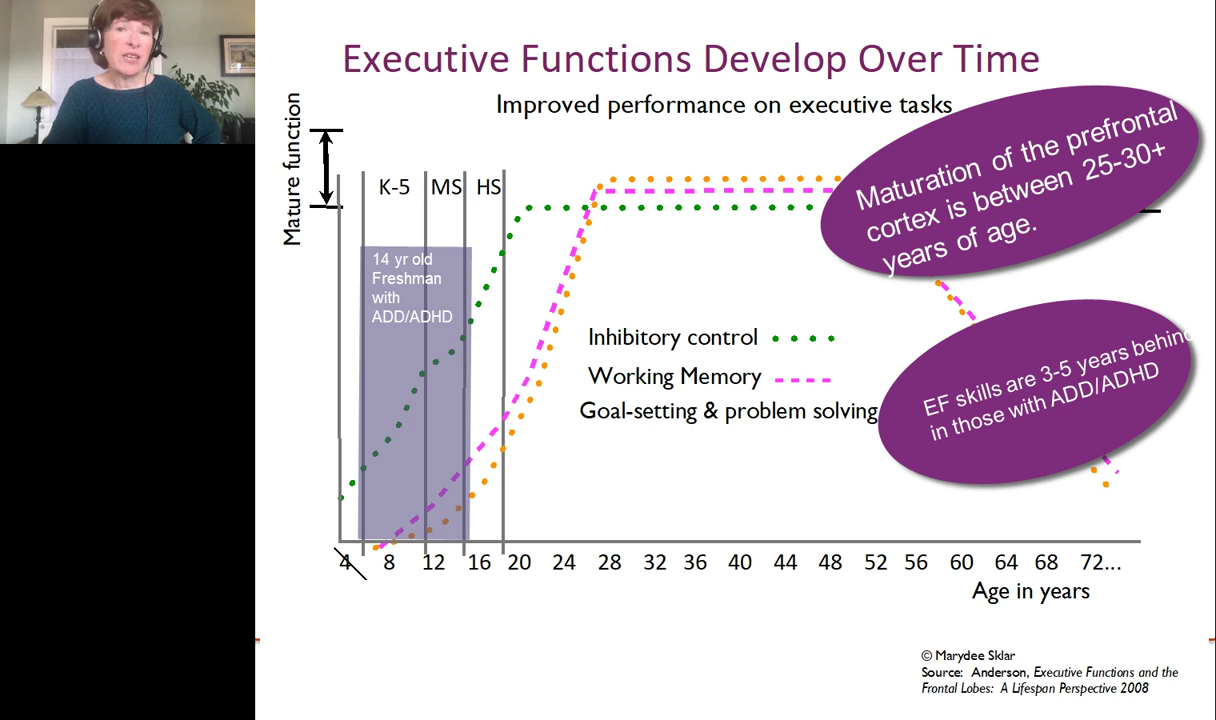 Executive Functions Develop Over Time
Improved performance on executive tasks
Mature function
K-5 MS HS
14 yr old
Freshman
with
ADD/ADHD
Maturation of the prefrontal
cortex is between 25-30+
years of age.
Inhibitory control
Working Memory
Goal-setting & problem solving
EF skills are 3-5 years behind
in those with ADD/ADHD
4 8 12 16 20 24 28 32 36 40 44 48 52 56 60 64 68 72...
Age in years
© Marydee Sklar
Source: Anderson, Executive Functions and the
Frontal Lobes: A Lifespan Perspective 2008